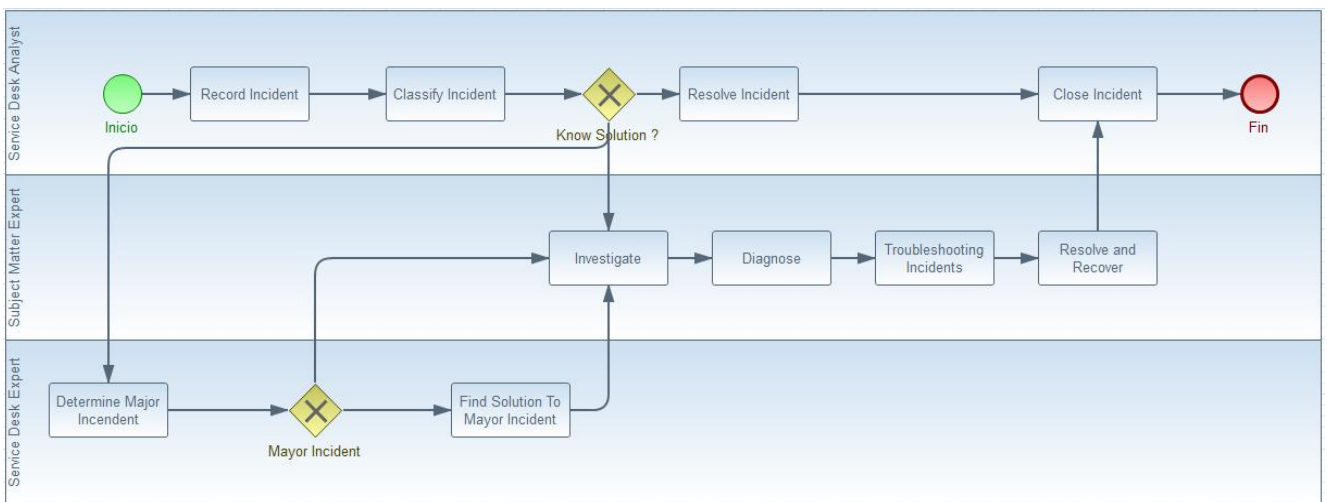 Service Desk Analyst
Inicio
Record Incident
Classify Incident
Know Solution ?
Resolve Incident
Close Incident
Fin
Subject Matter Expert
Investigate
Diagnose
Troubleshooting
Incidents
Resolve and
Recover
Service Desk Expert
Determine Major
Incendent
Mayor Incident
Find Solution To
Mayor Incident